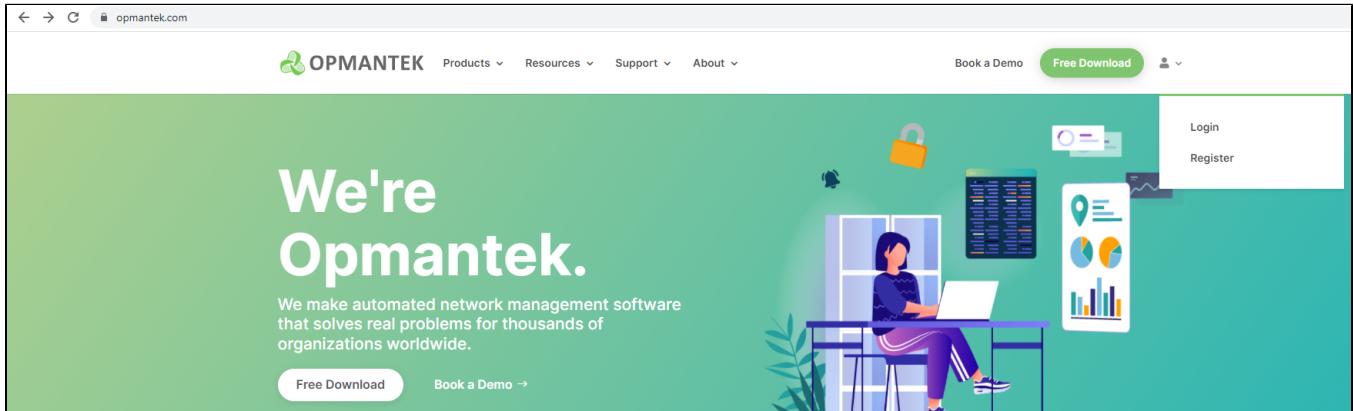 opmantek.com
OPMANTEK Products Resources Support About Book a Demo Free Download
Login
Register
We're
Opmantek.
We make automated network management software
that solves real problems for thousands of
organizations worldwide.
Free Download Book a Demo →